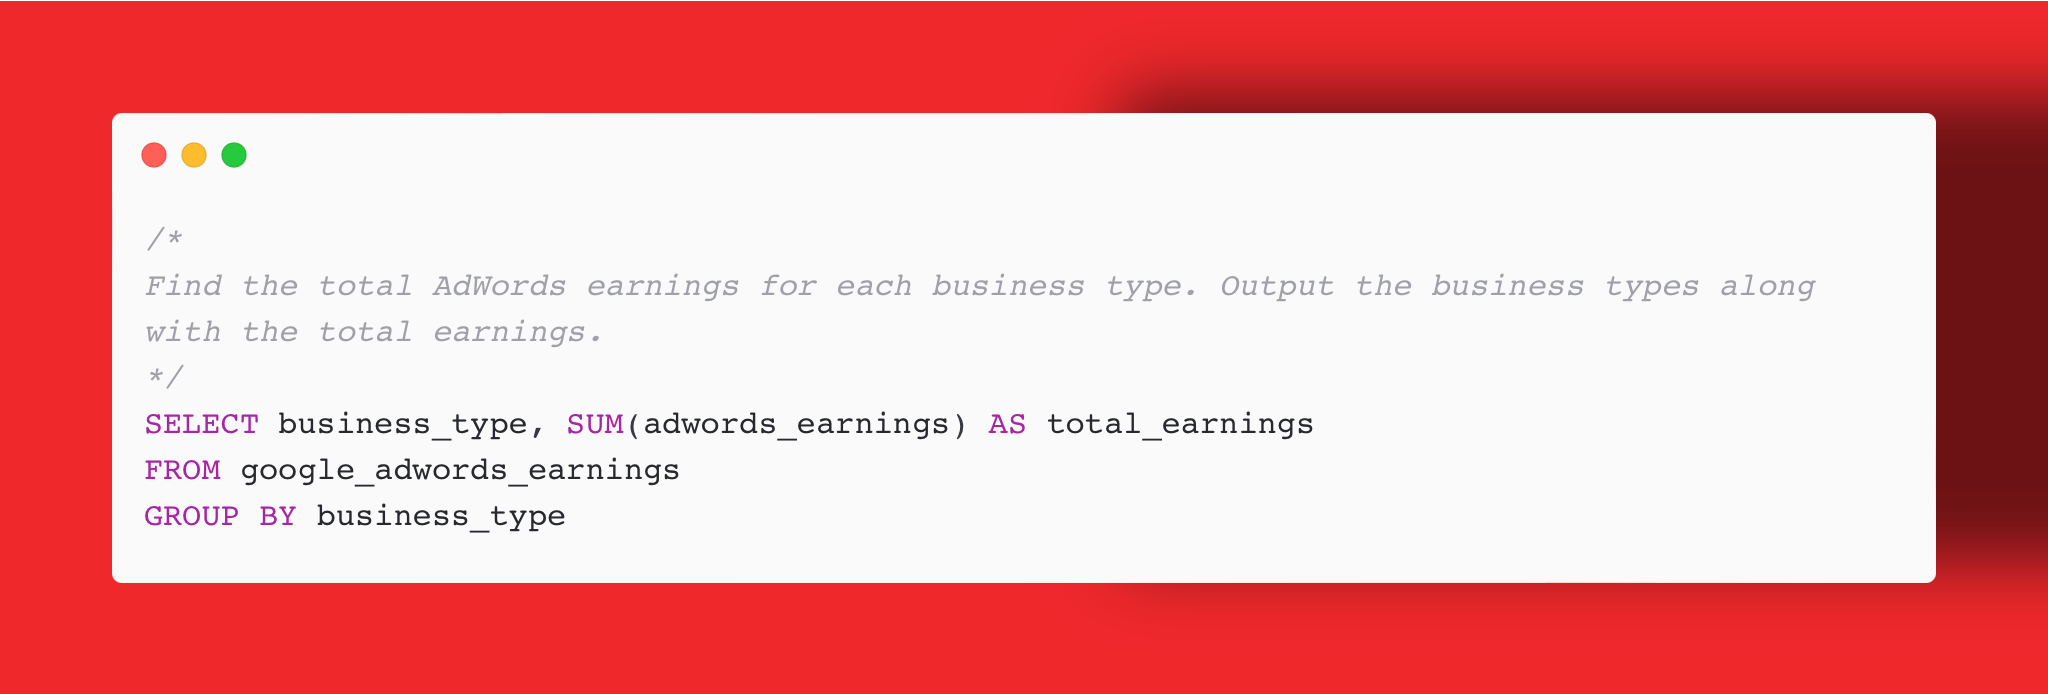 /*
Find the total AdWords earnings for each business type. Output the business types along
with the total earnings.
*/
SELECT business_type, SUM(adwords_earnings) AS total_earnings
FROM google_adwords_earnings
GROUP BY business_type